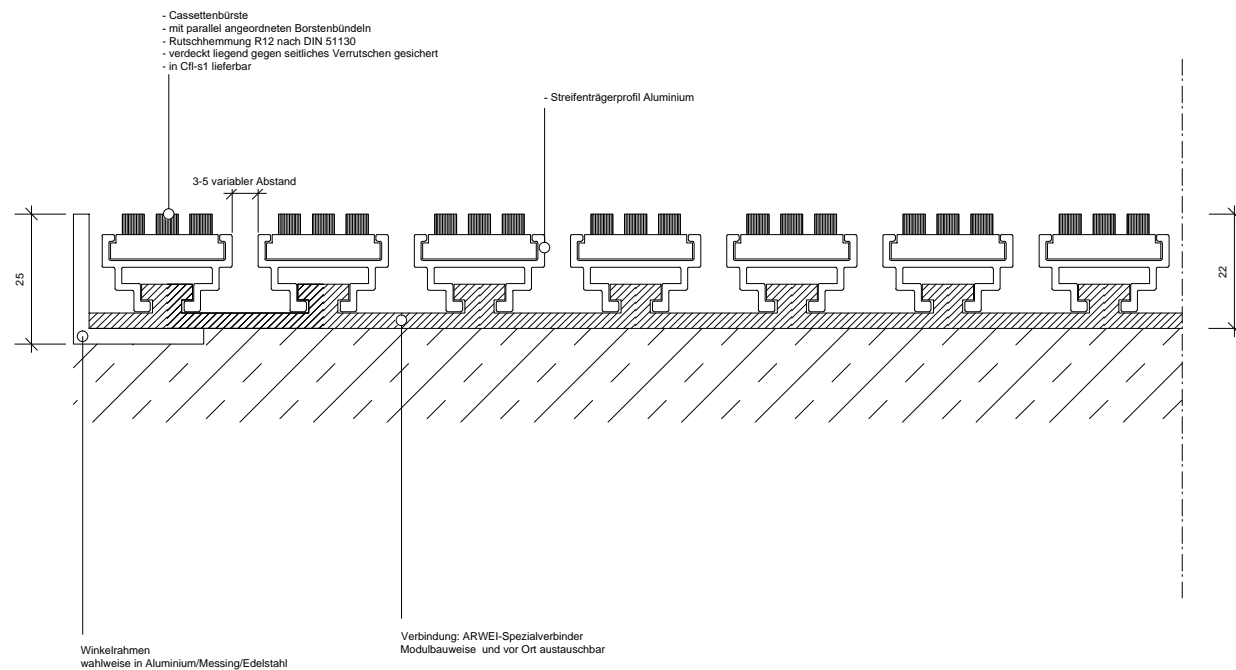 - Cassettenbürste
- mit parallel angeordneten Borstenbündeln
- Rutschhemmung R12 nach DIN 51130
- verdeckt liegend gegen seitliches Verrutschen gesichert
- in Cfl-s1 lieferbar
- Streifenträgerprofil Aluminium
3-5 variabler Abstand
25
22
Winkelrahmen
wahlweise in Aluminium/Messing/Edelstahl
Verbindung: ARWEI-Spezialverbinder
Modulbauweise und vor Ort austauschbar